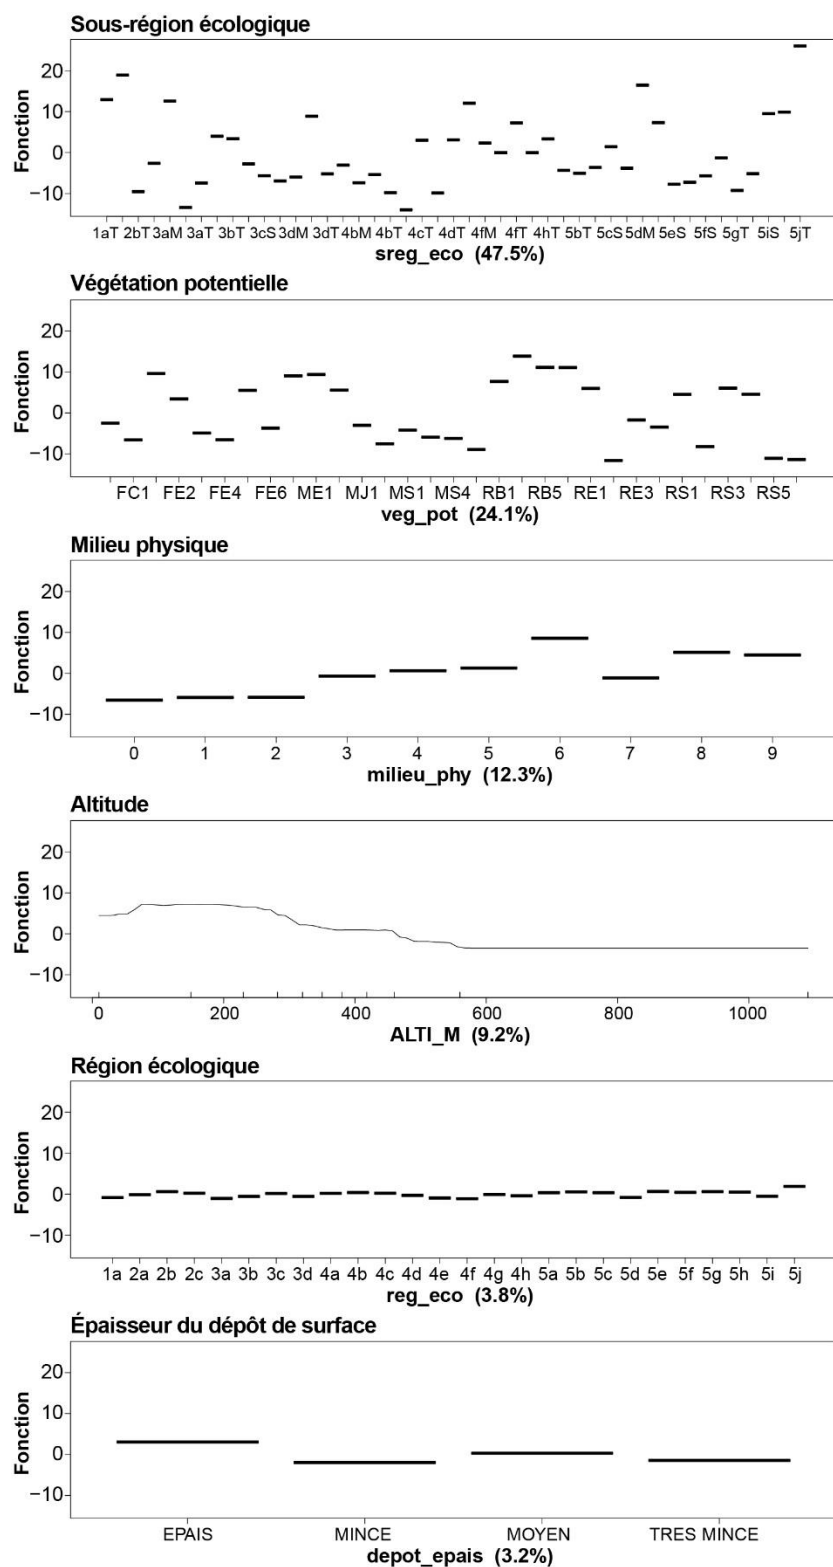 Sous-région écologique
Fonction
20
10
0
−10
1aT 2bT 3aM 3aT 3bT 3cS 3dM 3dT 4bM 4bT 4cT 4dT 4fM 4fT 4hT 5bT 5cS 5dM 5eS 5fS 5gT 5iS 5jT
sreg_eco (47.5%)
Végétation potentielle
Fonction
20
10
0
−10
FC1 FE2 FE4 FE6 ME1 MJ1 MS1 MS4 RB1 RB5 RE1 RE3 RS1 RS3 RS5
veg_pot (24.1%)
Milieu physique
Fonction
20
10
0
−10
0 1 2 3 4 5 6 7 8 9
milieu_phy (12.3%)
Altitude
Fonction
20
10
0
−10
0 200 400 600 800 1000
ALTI_M (9.2%)
Région écologique
Fonction
20
10
0
−10
1a 2a 2b 2c 3a 3b 3c 3d 4a 4b 4c 4d 4e 4f 4g 4h 5a 5b 5c 5d 5e 5f 5g 5h 5i 5j
reg_eco (3.8%)
Épaisseur du dépôt de surface
Fonction
20
10
0
−10
EPAIS MINCE MOYEN TRES MINCE
depot_epais (3.2%)